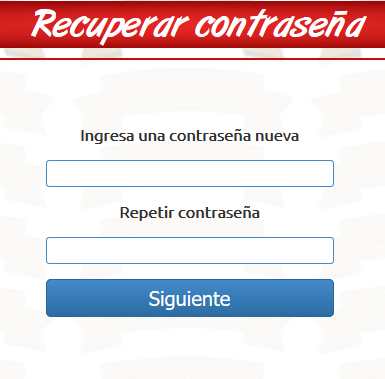 Recuperar contraseña
Ingresa una contraseña nueva
Repetir contraseña
Siguiente